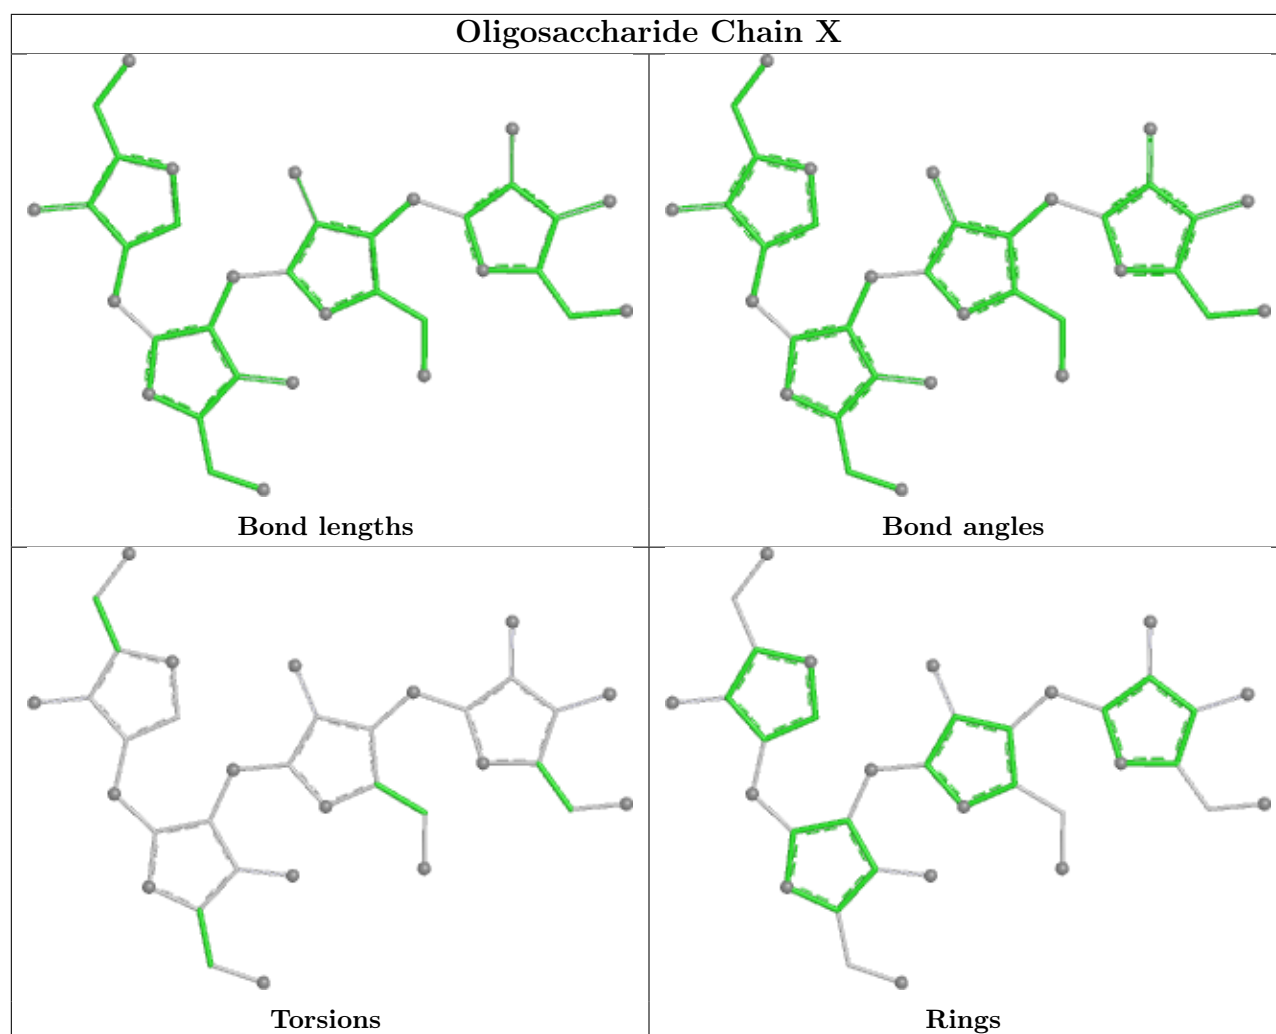 Oligosaccharide Chain X
Bond lengths
Bond angles
Torsions
Rings